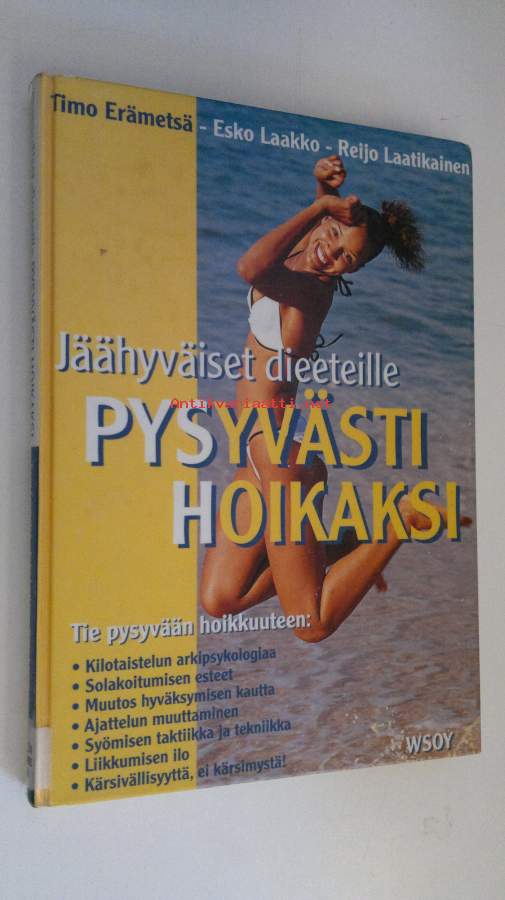 Timo Erämetsä - Esko Laakko - Reijo Laatikainen
Jäähyväiset dieeteille
Antikvariaatti.net
PYSYVÄSTI
HOIKAKSI
Tie pysyvään hoikkuuteen:
• Kilotaistelun arkipsykologiaa
• Solakoitumisen esteet
• Muutos hyväksymisen kautta
• Ajattelun muuttaminen
• Syömisen taktiikka ja tekniikka
• Liikkumisen ilo
• Kärsivällisyyttä, ei kärsimystä!
WSOY